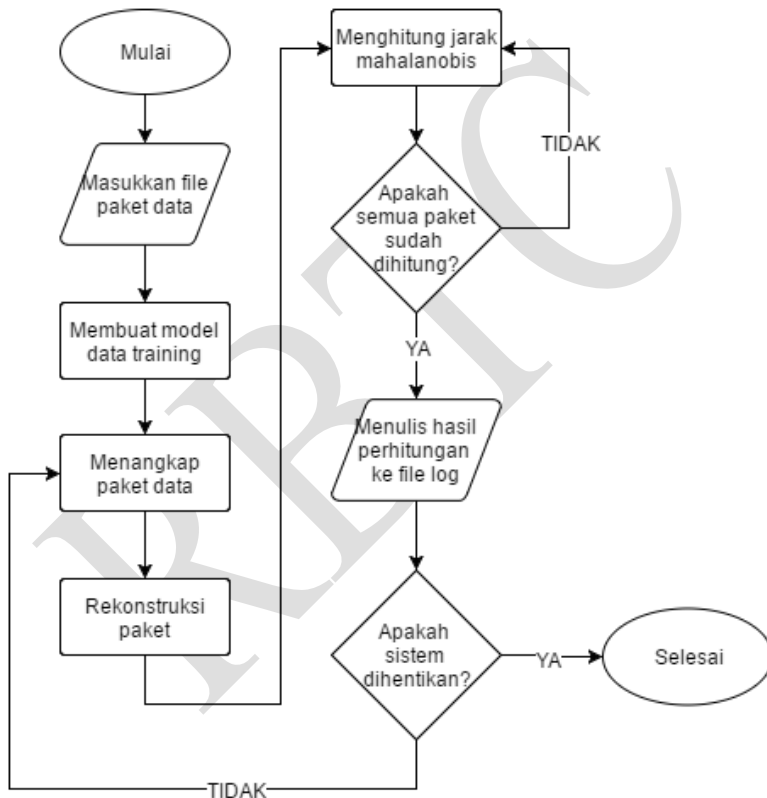 Mulai
Masukkan file
paket data
Membuat model
data training
Menangkap
paket data
Rekonstruksi
paket
Menghitung jarak
mahalanobis
TIDAK
Apakah
semua paket
sudah
dihitung?
YA
Menulis hasil
perhitungan
ke file log
Apakah
sistem
dihentikan?
YA
Selesai
TIDAK
RBTC